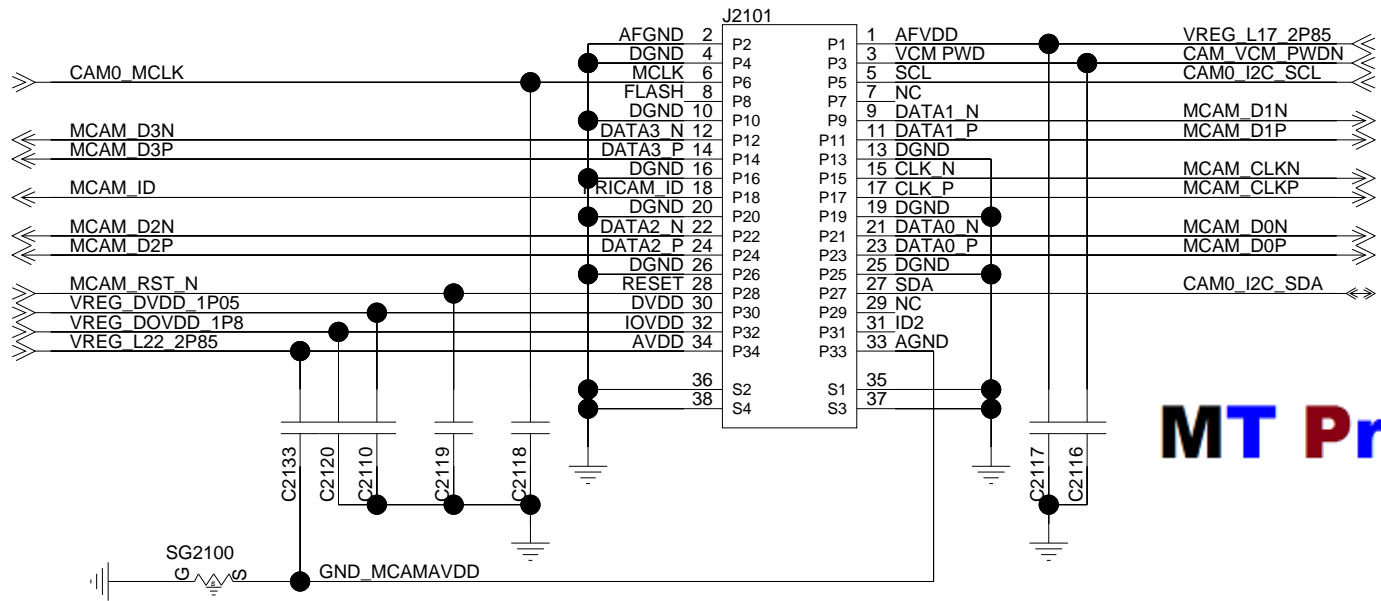 J2101
AFGND 2 P2 P1 1 AFVDD VREG_L17_2P85
DGND 4 P4 P3 3 VCM PWD CAM_VCM_PWDN
CAM0_MCLK MCLK 6 P6 P5 5 SCL CAM0_I2C_SCL
FLASH 8 P8 P7 7 NC
DGND 10 P10 P9 9 DATA1_N MCAM_D1N
MCAM_D3N DATA3_N 12 P12 P11 11 DATA1_P MCAM_D1P
MCAM_D3P DATA3_P 14 P14 P13 13 DGND
DGND 16 P16 P15 15 CLK_N MCAM_CLKN
MCAM_ID RICAM_ID 18 P18 P17 17 CLK_P MCAM_CLKP
DGND 20 P20 P19 19 DGND
MCAM_D2N DATA2_N 22 P22 P21 21 DATA0_N MCAM_D0N
MCAM_D2P DATA2_P 24 P24 P23 23 DATA0_P MCAM_D0P
DGND 26 P26 P25 25 DGND
MCAM_RST_N RESET 28 P28 P27 27 SDA CAM0_I2C_SDA
VREG_DVDD_1P05 DVDD 30 P30 P29 29 NC
VREG_DOVDD_1P8 IOVDD 32 P32 P31 31 ID2
VREG_L22_2P85 AVDD 34 P34 P33 33 AGND
36 S2 S1 35
38 S4 S3 37
MT Pr
C2133 C2120 C2110 C2119 C2118 C2117 C2116
SG2100
G S GND_MCAMAVDD